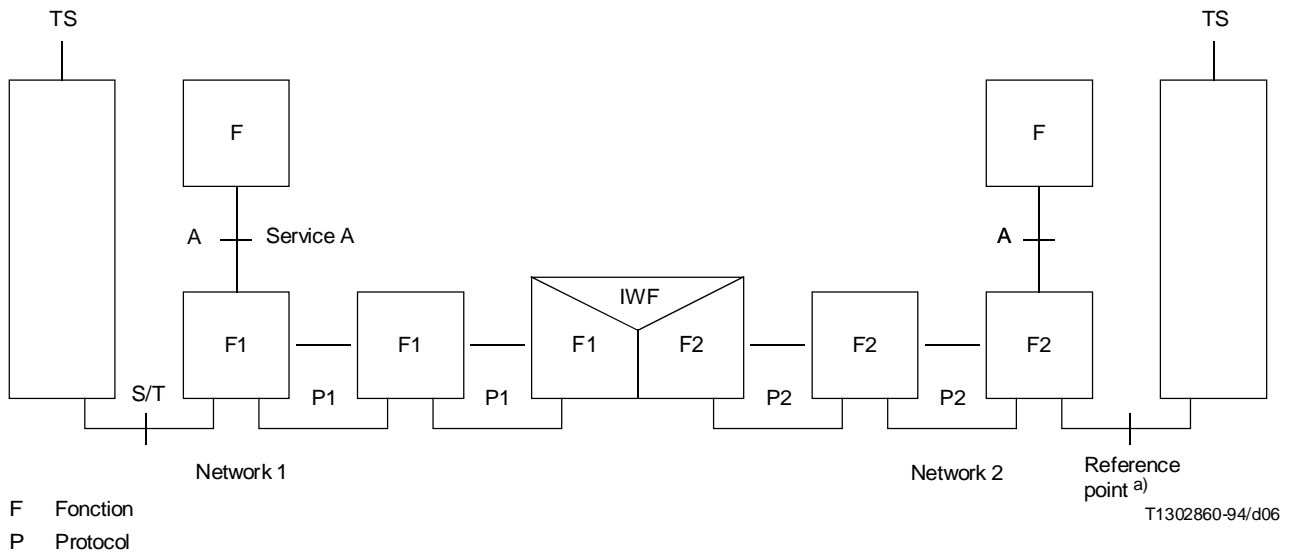 TS
TS
F
F
A
Service A
A
IWF
F1
F1
F1
F2
F2
F2
S/T
P1
P1
P2
P2
Network 1
Network 2
Reference
point a)
F Fonction
T1302860-94/d06
P Protocol